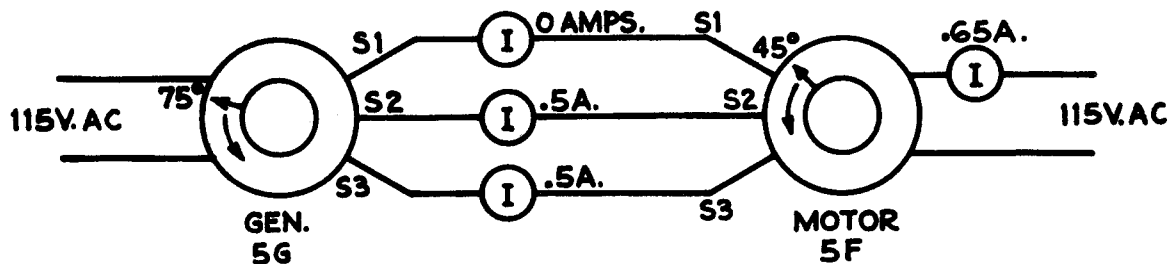 S1
0 AMPS.
S1
45°
.65A.
I
I
75°
115V. AC
S2
I
.5A.
S2
115V. AC
S3
I
.5A.
S3
GEN.
5G
MOTOR
5F